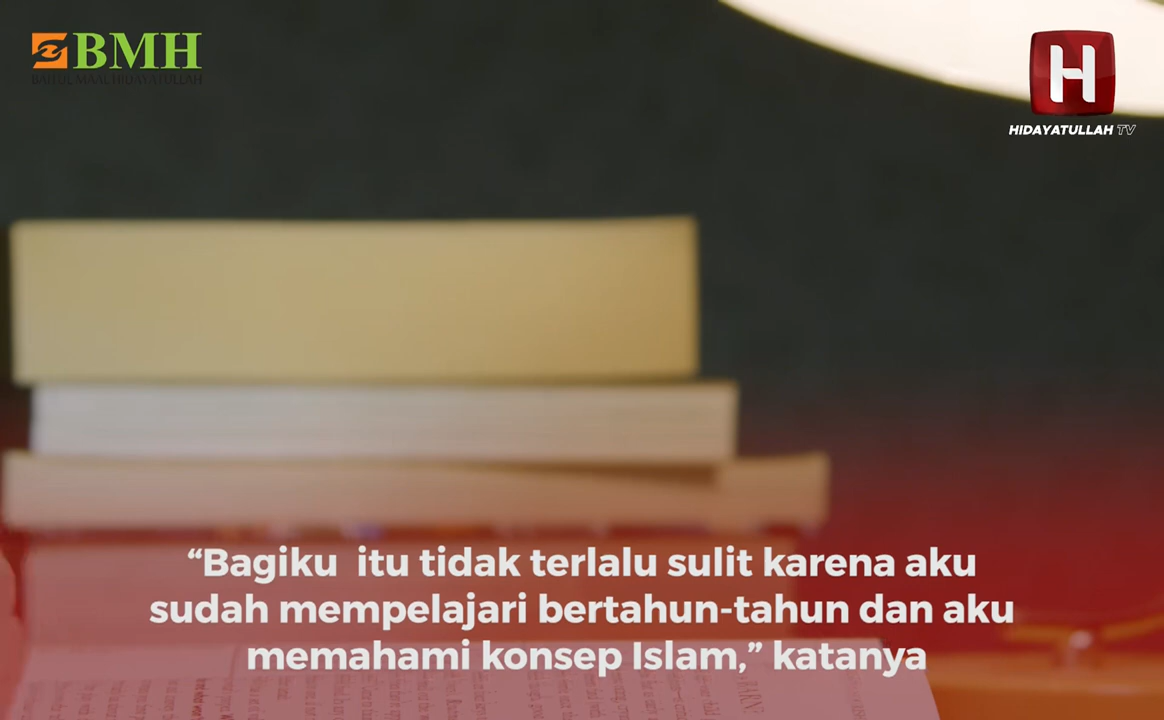 BMH
BAITUL MAAL HIDAYATULLAH
H
HIDAYATULLAH TV
“Bagiku  itu tidak terlalu sulit karena aku
sudah mempelajari bertahun-tahun dan aku
memahami konsep Islam,” katanya